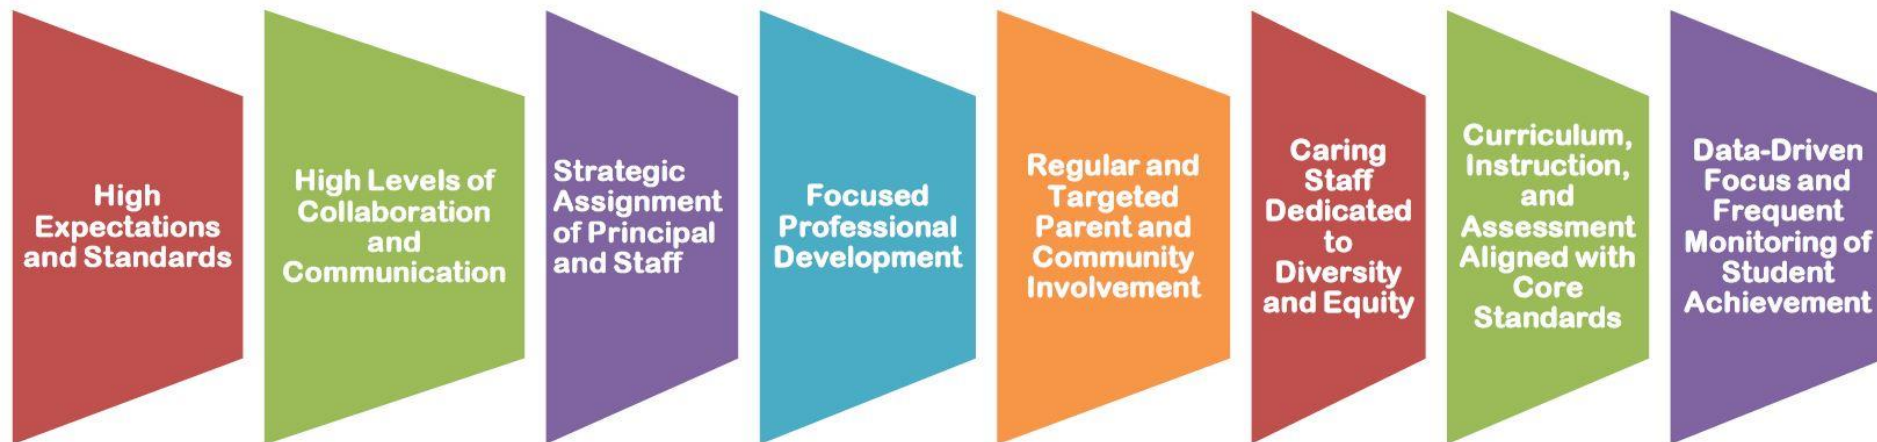 High
Expectations
and Standards
High Levels of
Collaboration
and
Communication
Strategic
Assignment
of Principal
and Staff
Focused
Professional
Development
Regular and
Targeted
Parent and
Community
Involvement
Caring
Staff
Dedicated
to
Diversity
and Equity
Curriculum,
Instruction,
and
Assessment
Aligned with
Core
Standards
Data-Driven
Focus and
Frequent
Monitoring of
Student
Achievement